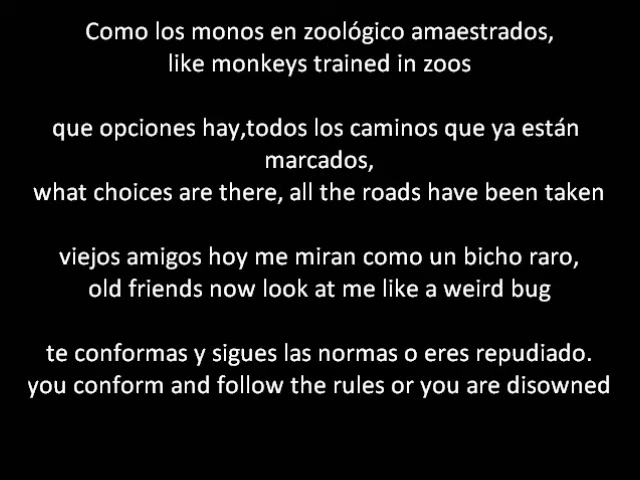 Como los monos en zoológico amaestrados,
like monkeys trained in zoos
que opciones hay,todos los caminos que ya están
marcados,
what choices are there, all the roads have been taken
viejos amigos hoy me miran como un bicho raro,
old friends now look at me like a weird bug
te conformas y sigues las normas o eres repudiado.
you conform and follow the rules or you are disowned